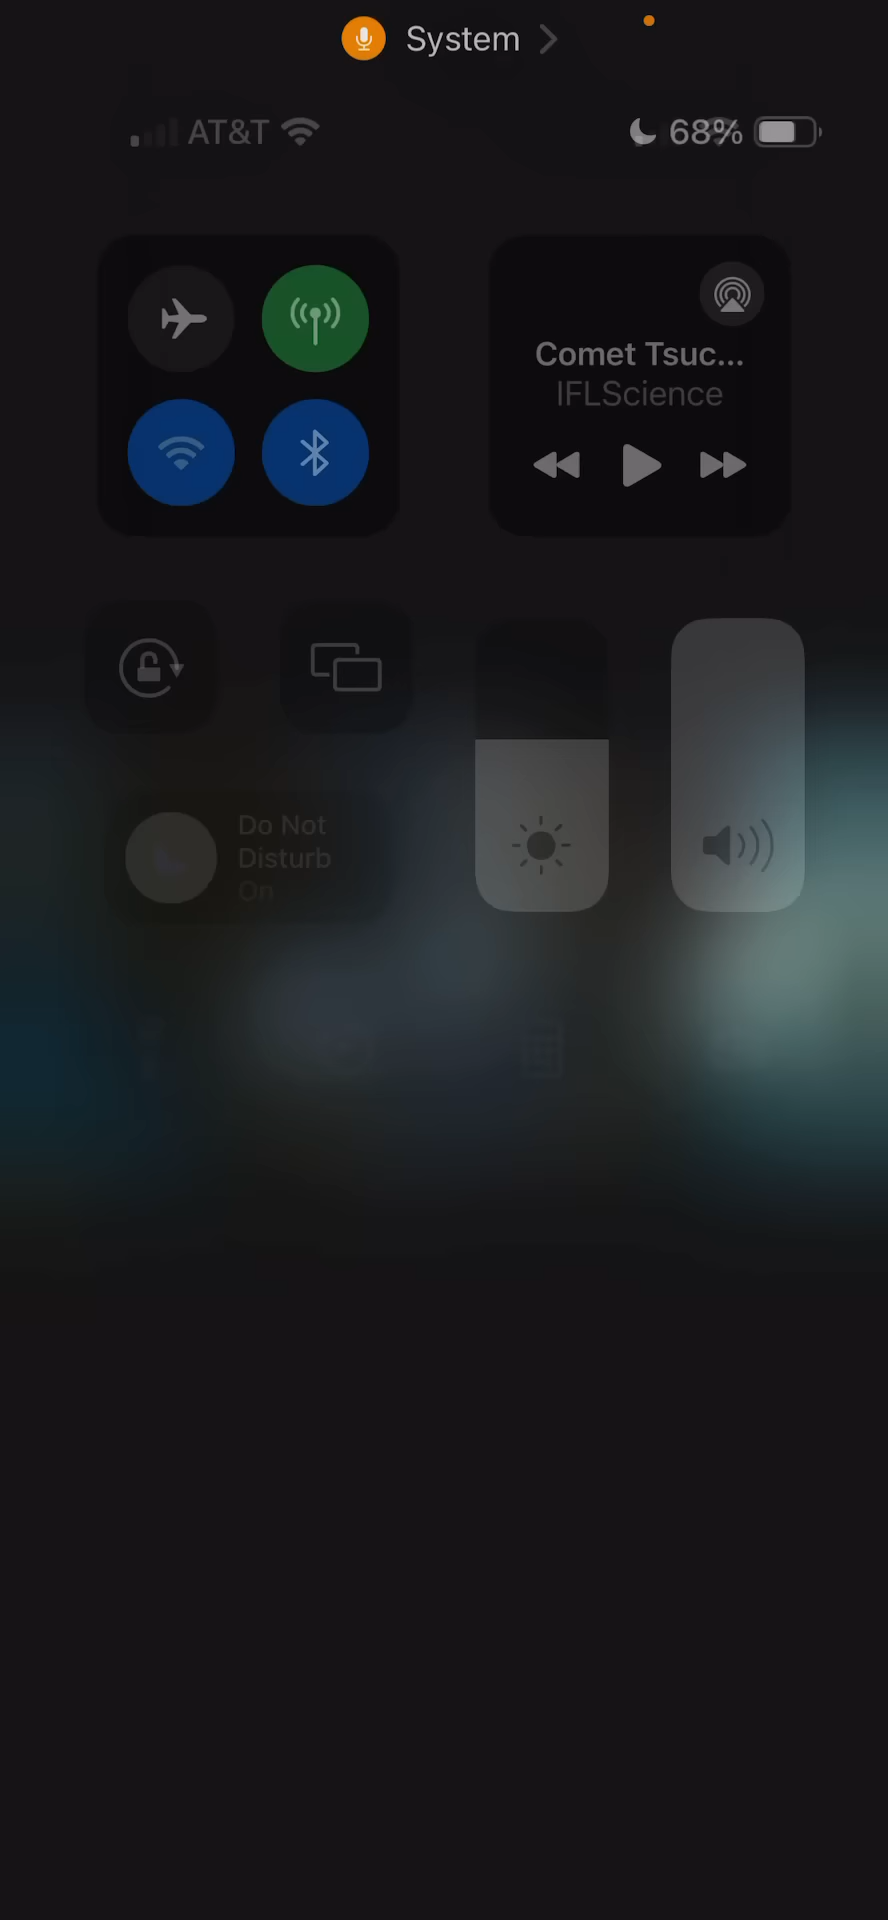 System
AT&T
68%
Comet Tsuc...
IFLScience
Do Not
Disturb
On